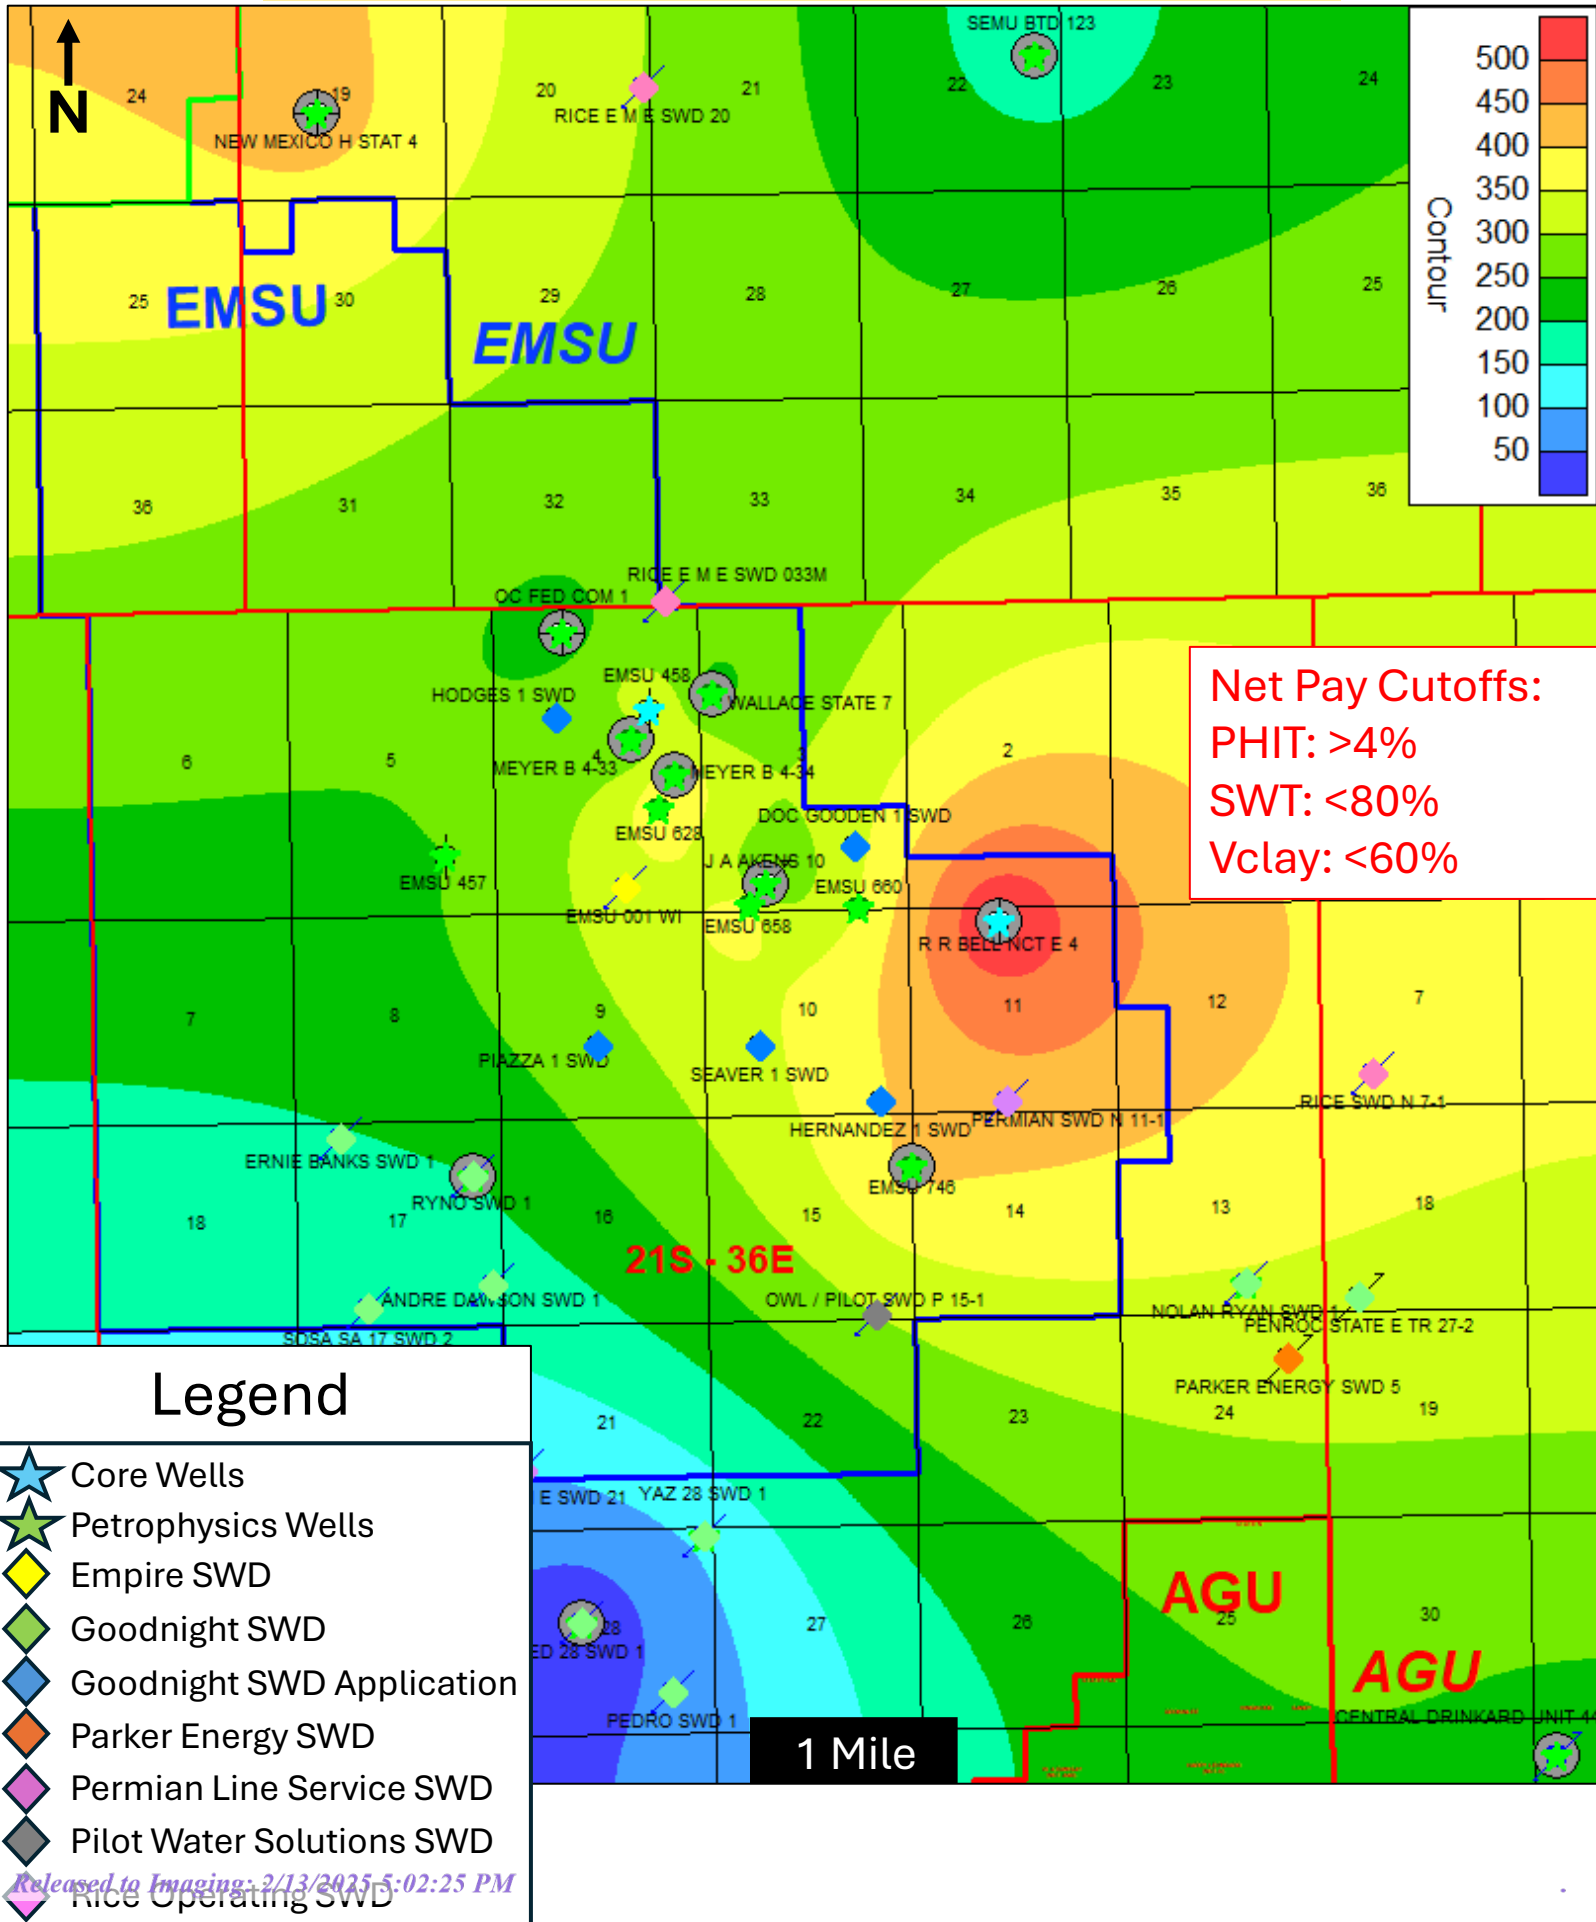 N
SEMU BTD 123
24
19
20
21
22
23
24
RICE E M E SWD 20
NEW MEXICO H STAT 4
Contour
500
450
400
350
300
250
200
150
100
50
25
EMSU
30
29
28
27
26
25
EMSU
36
31
32
33
34
35
36
RICE E M E SWD 033M
OC FED COM 1
EMSU 458
HODGES 1 SWD
WALLACE STATE 7
Net Pay Cutoffs:
PHIT: >4%
SWT: <80%
Vclay: <60%
6
5
4
2
MEYER B 4-33
MEYER B 4-34
DOC GOODEN 1 SWD
EMSU 628
J A AKENS 10
EMSU 457
EMSU 660
EMSU 001 WI
EMSU 658
R R BELL NCT E 4
7
8
9
10
11
12
7
PIAZZA 1 SWD
SEAVER 1 SWD
RICE SWD N 7-1
HERNANDEZ 1 SWD
PERMIAN SWD N 11-1
ERNIE BANKS SWD 1
RYNO SWD 1
EMSU 746
18
17
16
15
14
13
18
21S - 36E
ANDRE DAWSON SWD 1
OWL / PILOT SWD P 15-1
NOLAN RYAN SWD 1
PENROC STATE E TR 27-2
SOSA SA 17 SWD 2
PARKER ENERGY SWD 5
21
22
23
24
19
E SWD 21
YAZ 28 SWD 1
28
ED 28 SWD 1
27
26
AGU
25
30
AGU
PEDRO SWD 1
CENTRAL DRINKARD UNIT 44
1 Mile
Legend
Core Wells
Petrophysics Wells
Empire SWD
Goodnight SWD
Goodnight SWD Application
Parker Energy SWD
Permian Line Service SWD
Pilot Water Solutions SWD
Rice Operating SWD
Released to Imaging: 2/13/2025 5:02:25 PM